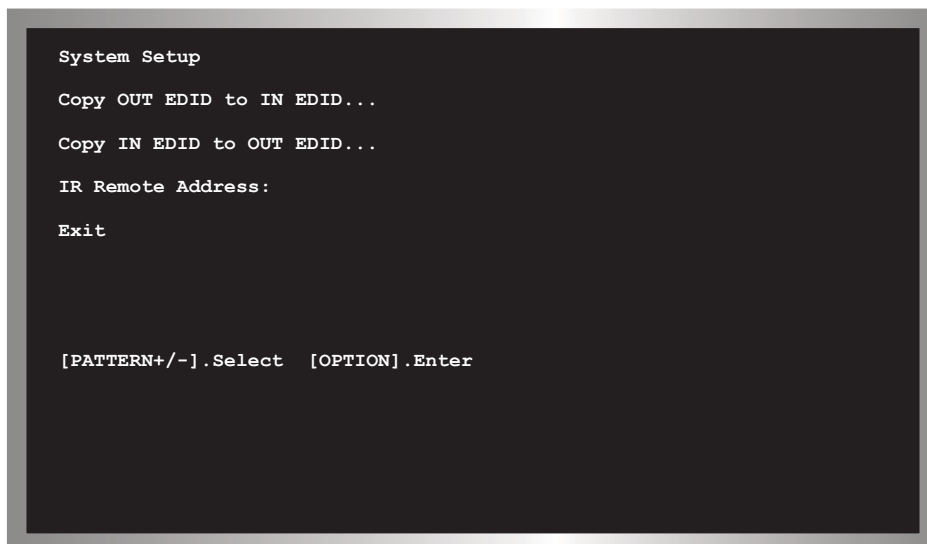 System Setup
Copy OUT EDID to IN EDID...
Copy IN EDID to OUT EDID...
IR Remote Address:
Exit
[PATTERN+/-].Select [OPTION].Enter